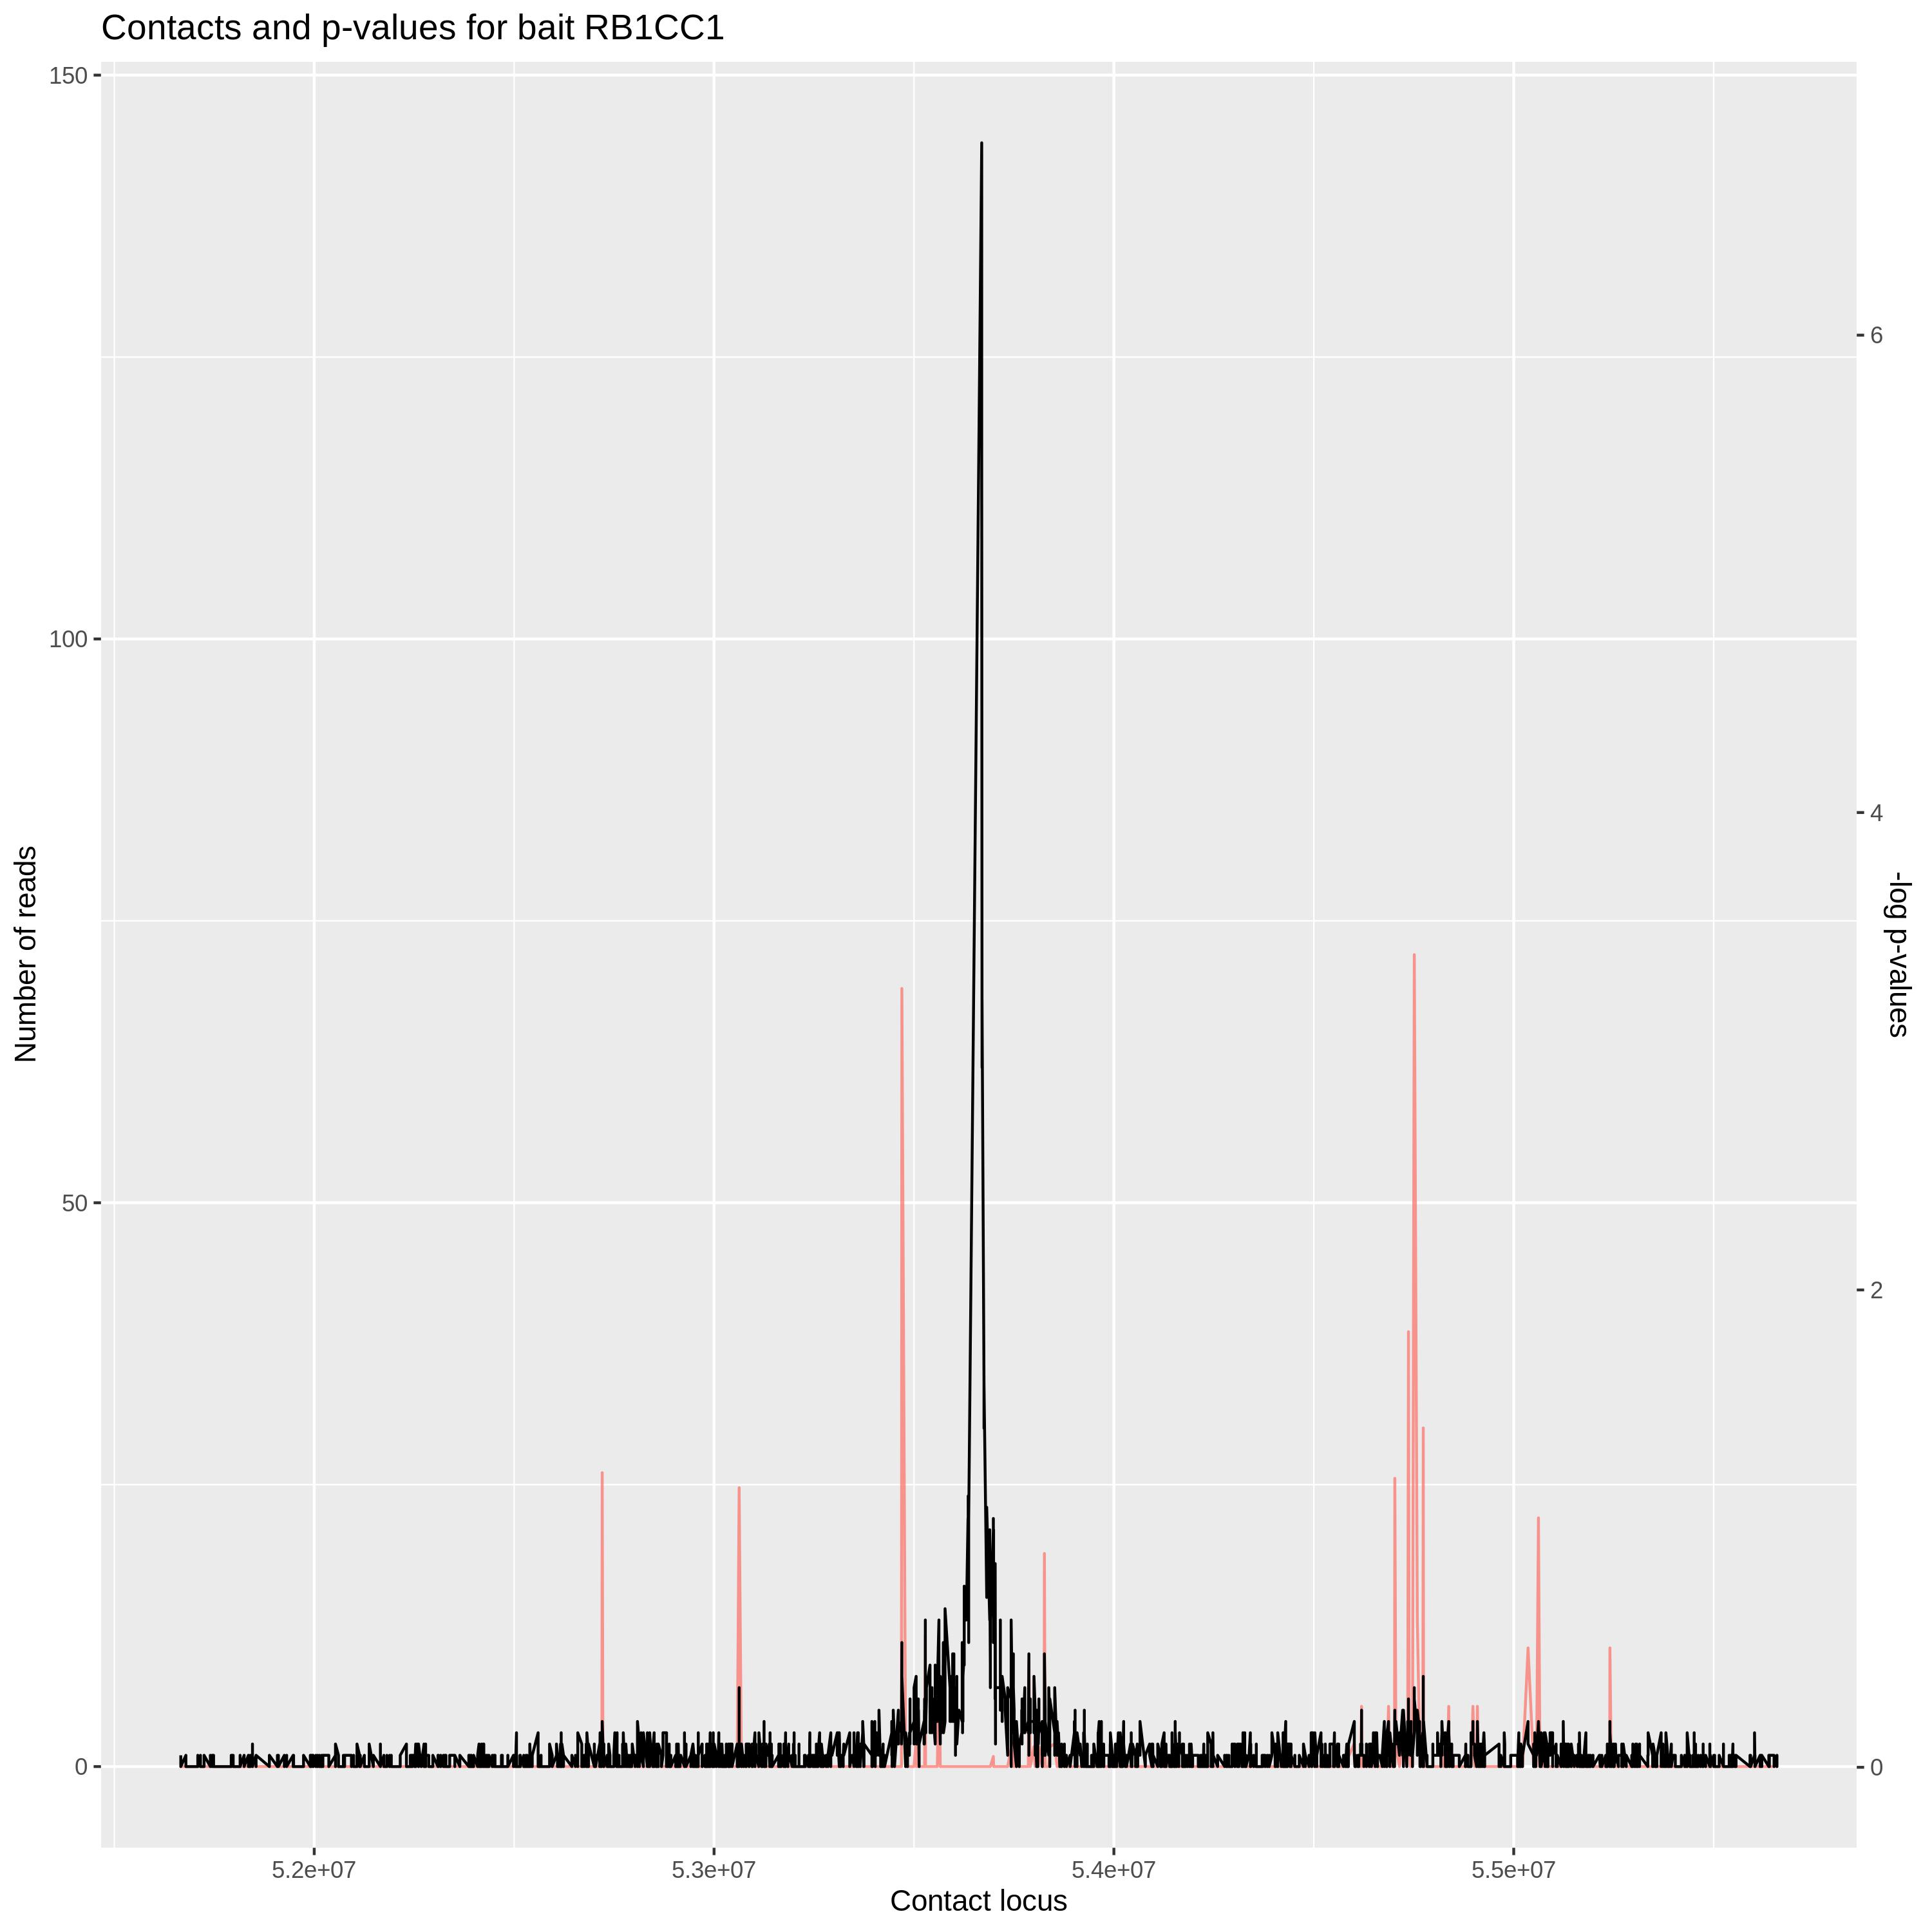 Contacts and p-values for bait RB1CC1
150
100
50
0
Number of reads
6
4
2
0
-log p-values
5.2e+07
5.3e+07
5.4e+07
5.5e+07
Contact locus